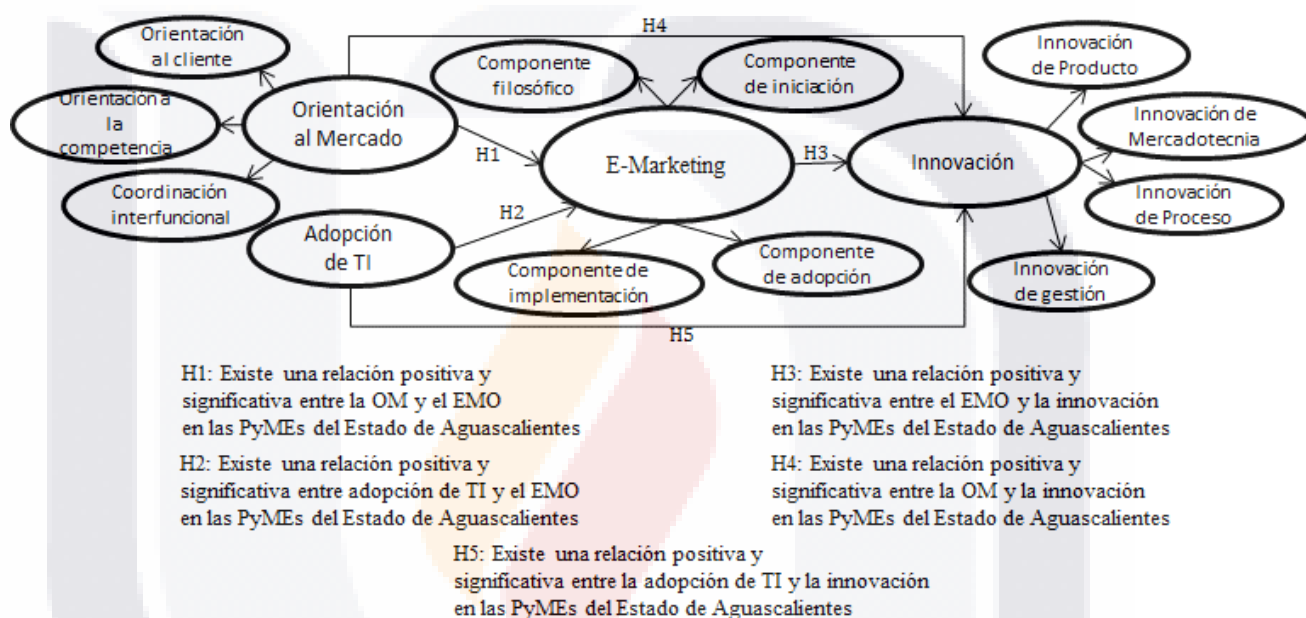 Orientación
al cliente
Orientación a
la
competencia
Coordinación
interfuncional
Orientación
al Mercado
Adopción
de TI
H4
H1
H2
Componente
filosófico
Componente
de iniciación
E-Marketing
Componente de
implementación
Componente
de adopción
H3
H5
Innovación
Innovación
de Producto
Innovación de
Mercadotecnia
Innovación
de Proceso
Innovación
de gestión
H1: Existe una relación positiva y
significativa entre la OM y el EMO
en las PyMEs del Estado de Aguascalientes
H2: Existe una relación positiva y
significativa entre adopción de TI y el EMO
en las PyMEs del Estado de Aguascalientes
H3: Existe una relación positiva y
significativa entre el EMO y la innovación
en las PyMEs del Estado de Aguascalientes
H4: Existe una relación positiva y
significativa entre la OM y la innovación
en las PyMEs del Estado de Aguascalientes
H5: Existe una relación positiva y
significativa entre la adopción de TI y la innovación
en las PyMEs del Estado de Aguascalientes